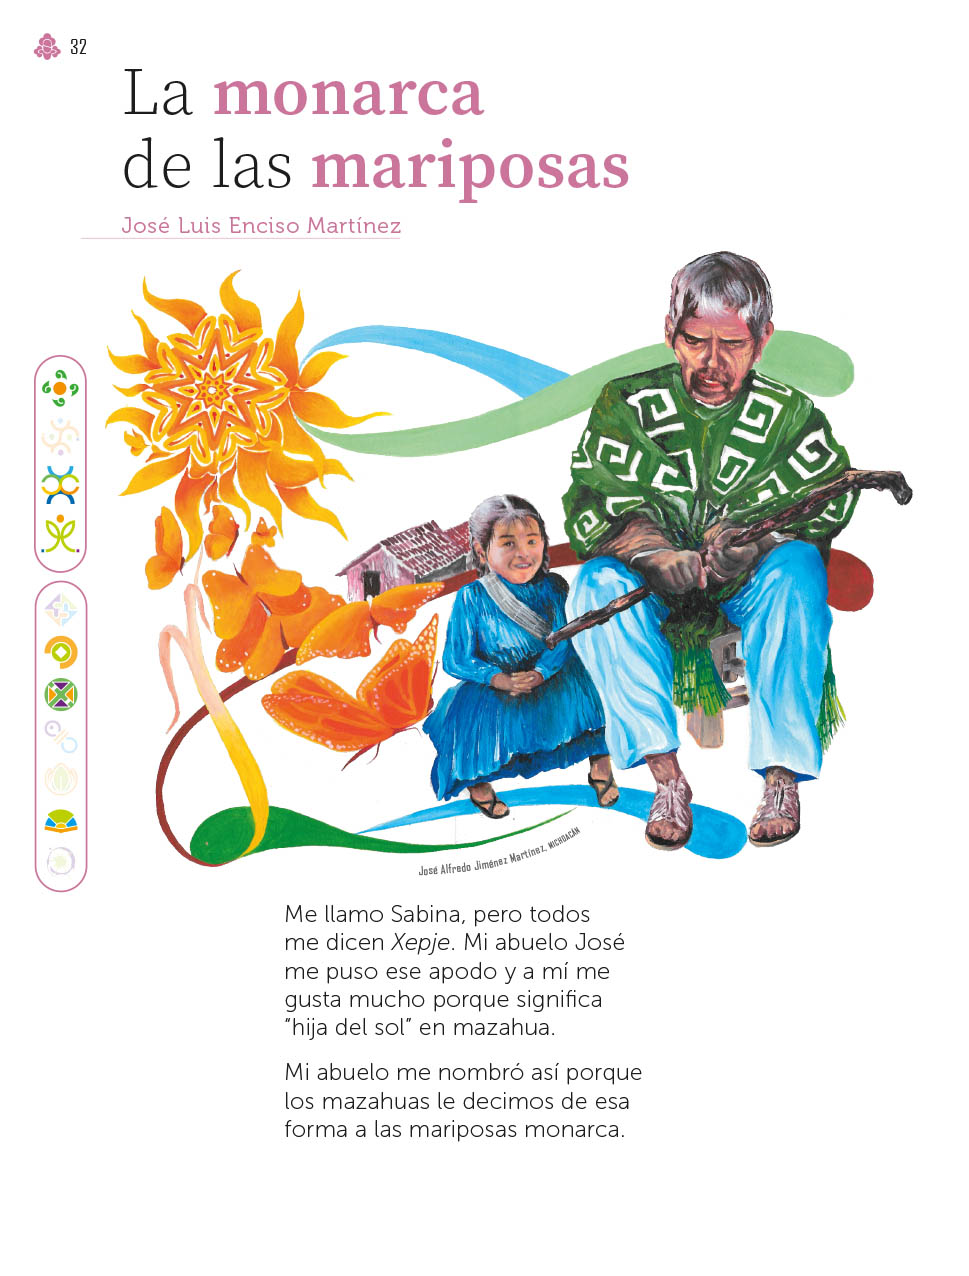 32
La monarca
de las mariposas
José Luis Enciso Martínez
José Alfredo Jiménez Martínez, MICHOACÁN
Me llamo Sabina, pero todos
me dicen Xepje. Mi abuelo José
me puso ese apodo y a mí me
gusta mucho porque significa
“hija del sol” en mazahua.
Mi abuelo me nombró así porque
los mazahuas le decimos de esa
forma a las mariposas monarca.